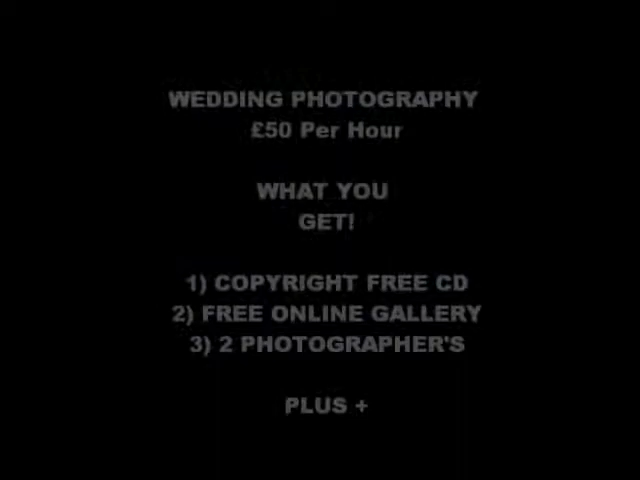 WEDDING PHOTOGRAPHY
£50 Per Hour
WHAT YOU
GET!
1) COPYRIGHT FREE CD
2) FREE ONLINE GALLERY
3) 2 PHOTOGRAPHER'S
PLUS +